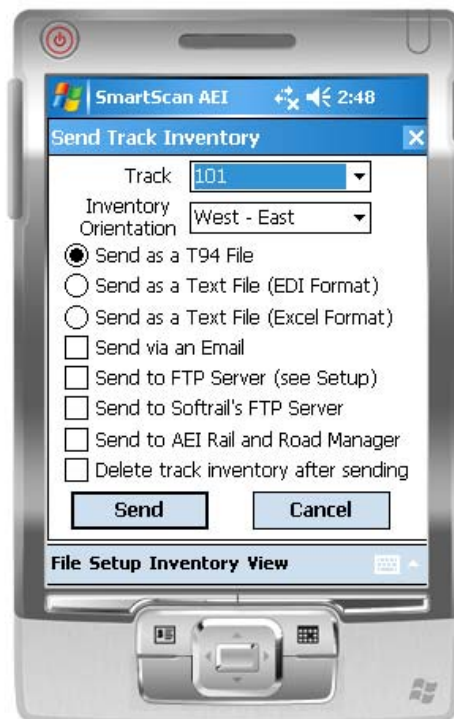 SmartScan AEI 2:48
Send Track Inventory
Track 101
Inventory
Orientation West - East
Send as a T94 File
Send as a Text File (EDI Format)
Send as a Text File (Excel Format)
Send via an Email
Send to FTP Server (see Setup)
Send to Softrail's FTP Server
Send to AEI Rail and Road Manager
Delete track inventory after sending
Send Cancel
File Setup Inventory View